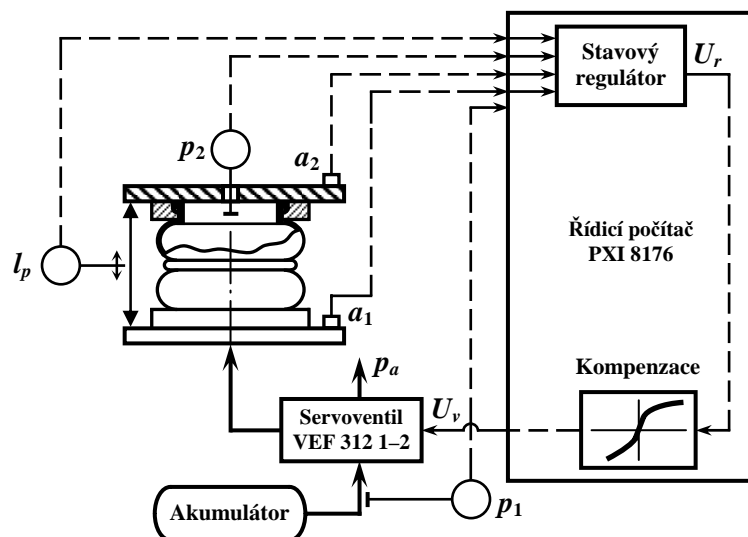 Stavový
regulátor
U_r
p_2
a_2
l_p
Řídicí počítač
PXI 8176
a_1
p_a
Kompenzace
Servoventil
VEF 312 1–2
U_v
Akumulátor
p_1